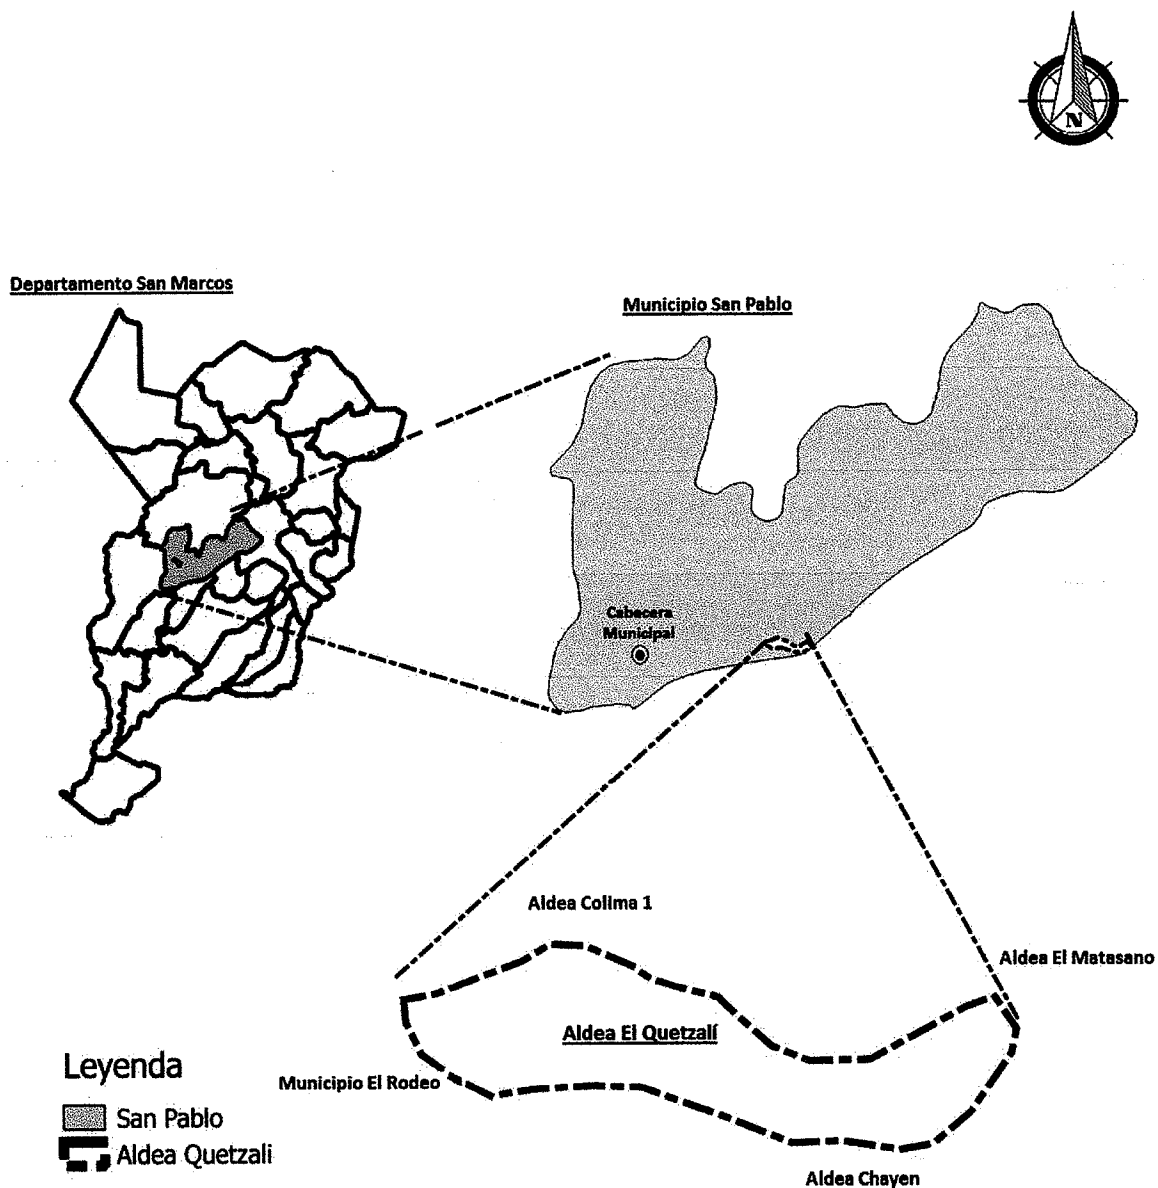 N
Departamento San Marcos
Municipio San Pablo
Cabecera
Municipal
Aldea Colima 1
Aldea El Matasano
Aldea El Quetzalí
Municipio El Rodeo
Aldea Chayen
Leyenda
San Pablo
Aldea Quetzali